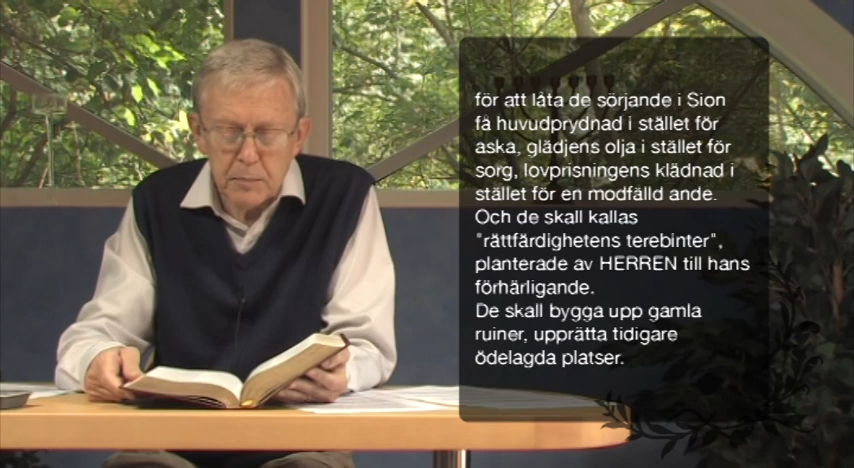 för att låta de sörjande i Sion
få huvudprydnad i stället för
aska, glädjens olja i stället för
sorg, lovprisningens klädnad i
stället för en modfälld ande.
Och de skall kallas
"rättfärdighetens terebinter",
planterade av HERREN till hans
förhärligande.
De skall bygga upp gamla
ruiner, upprätta tidigare
ödelagda platser.